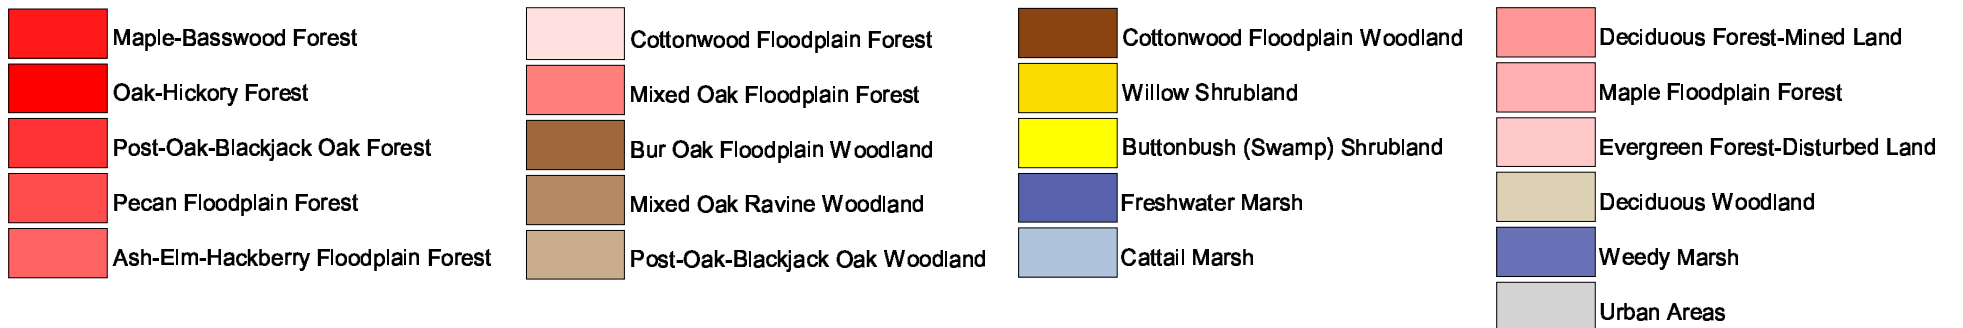 Maple-Basswood Forest
Oak-Hickory Forest
Post-Oak-Blackjack Oak Forest
Pecan Floodplain Forest
Ash-Elm-Hackberry Floodplain Forest
Cottonwood Floodplain Forest
Mixed Oak Floodplain Forest
Bur Oak Floodplain Woodland
Mixed Oak Ravine Woodland
Post-Oak-Blackjack Oak Woodland
Cottonwood Floodplain Woodland
Willow Shrubland
Buttonbush (Swamp) Shrubland
Freshwater Marsh
Cattail Marsh
Deciduous Forest-Mined Land
Maple Floodplain Forest
Evergreen Forest-Disturbed Land
Deciduous Woodland
Weedy Marsh
Urban Areas